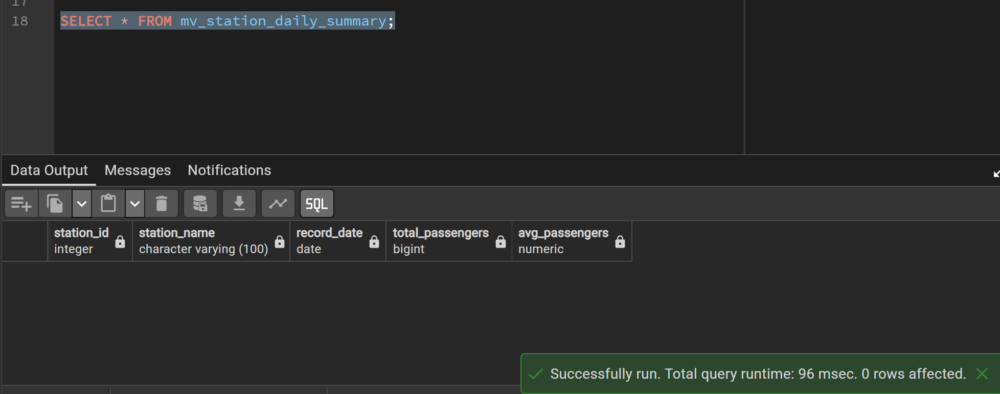 17
18 SELECT * FROM mv_station_daily_summary;
Data Output Messages Notifications
SQL
station_id station_name record_date total_passengers avg_passengers
integer character varying (100) date bigint numeric
Successfully run. Total query runtime: 96 msec. 0 rows affected.